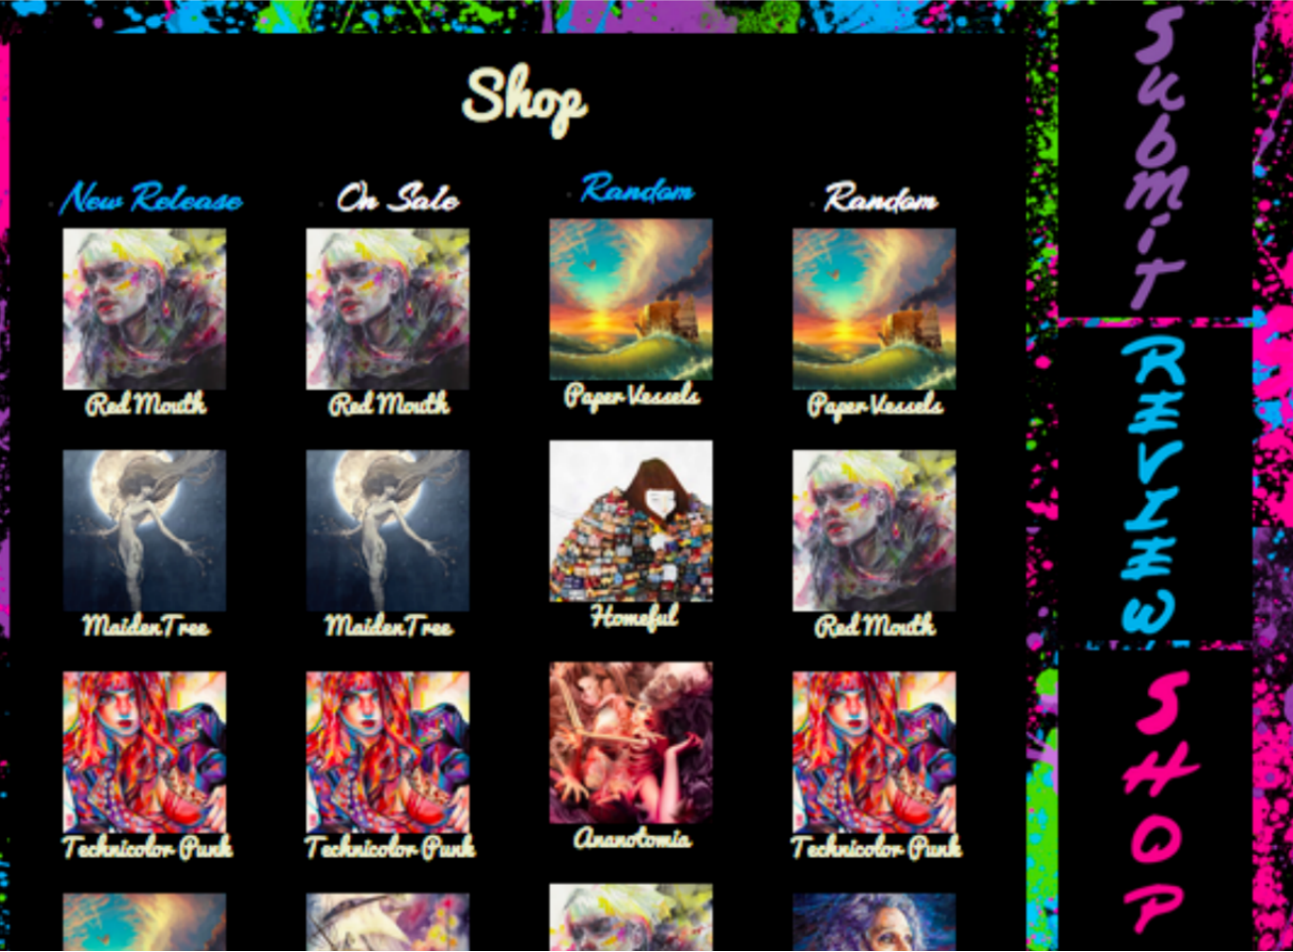 Shop
New Release
On Sale
Random
Random
Red Mouth
Red Mouth
Paper Vessels
Paper Vessels
MaidenTree
MaidenTree
Homeful
Red Mouth
Technicolor Punk
Technicolor Punk
Ananotomia
Technicolor Punk
SubmiT
REVIEW
SHOP